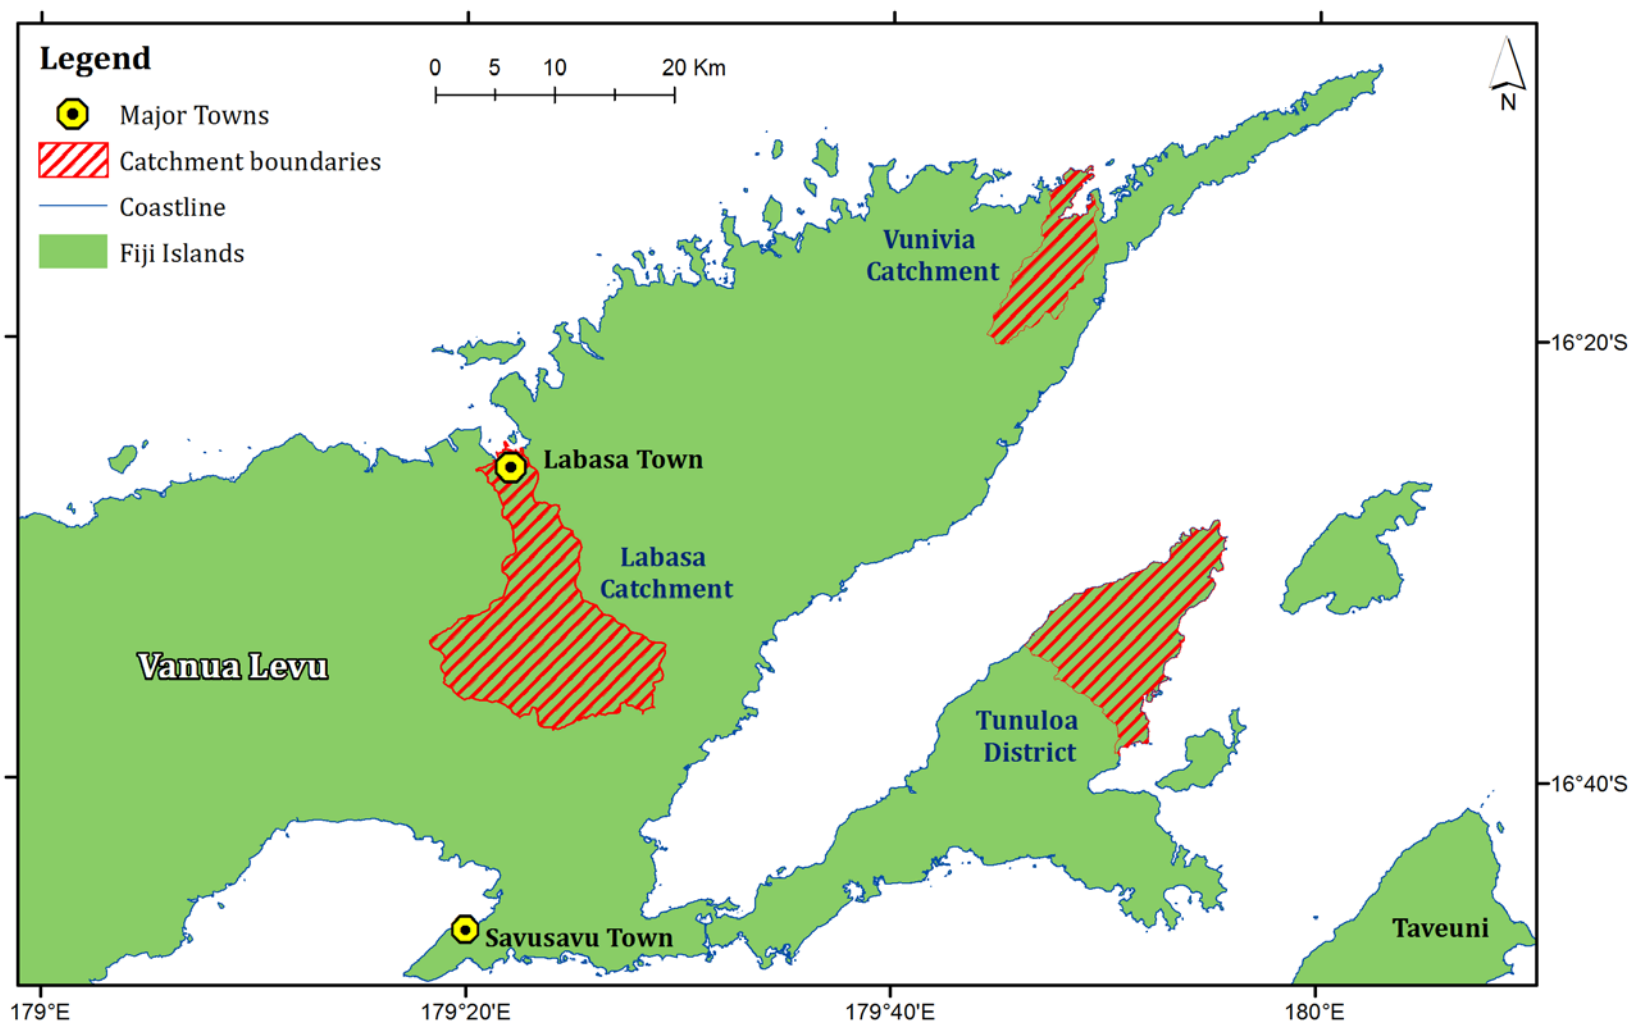 Legend
Major Towns
Catchment boundaries
Coastline
Fiji Islands
0 5 10 20 Km
N
Vunivia
Catchment
16°20'S
Labasa Town
Labasa
Catchment
Vanua Levu
Tunuloa
District
16°40'S
Taveuni
Savusavu Town
179°E 179°20'E 179°40'E 180°E